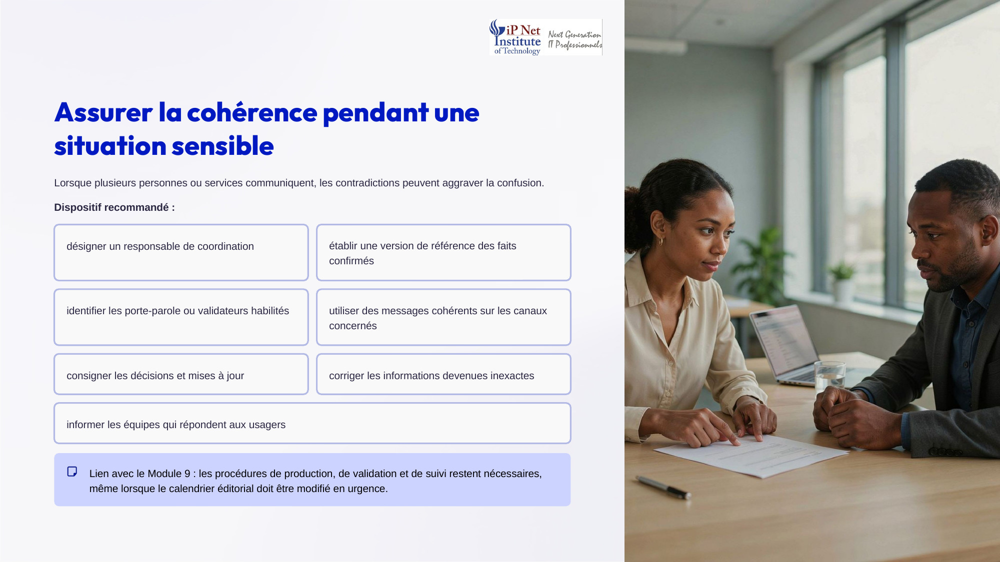 iP Net
Institute
of Technology
Next Generation
IT Professionnels
Assurer la cohérence pendant une
situation sensible
Lorsque plusieurs personnes ou services communiquent, les contradictions peuvent aggraver la confusion.
Dispositif recommandé :
désigner un responsable de coordination
établir une version de référence des faits
confirmés
identifier les porte-parole ou validateurs habilités
utiliser des messages cohérents sur les canaux
concernés
consigner les décisions et mises à jour
corriger les informations devenues inexactes
informer les équipes qui répondent aux usagers
Lien avec le Module 9 : les procédures de production, de validation et de suivi restent nécessaires,
même lorsque le calendrier éditorial doit être modifié en urgence.